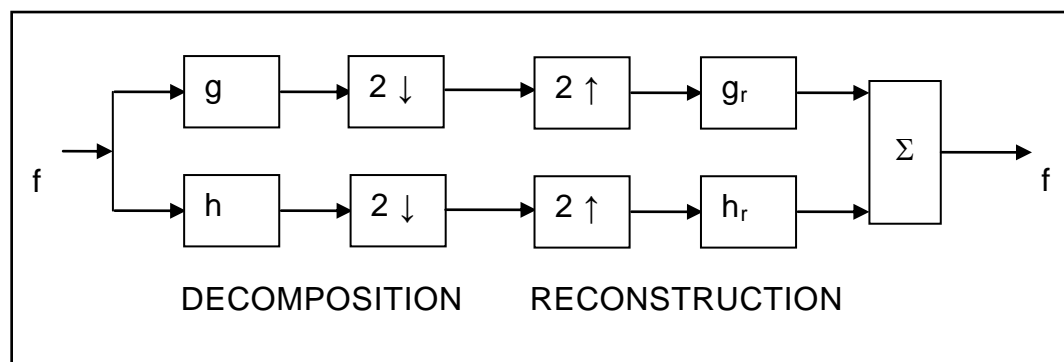 g 2 ↓ 2 ↑ gᵣ
Σ
f f
h 2 ↓ 2 ↑ hᵣ
DECOMPOSITION RECONSTRUCTION